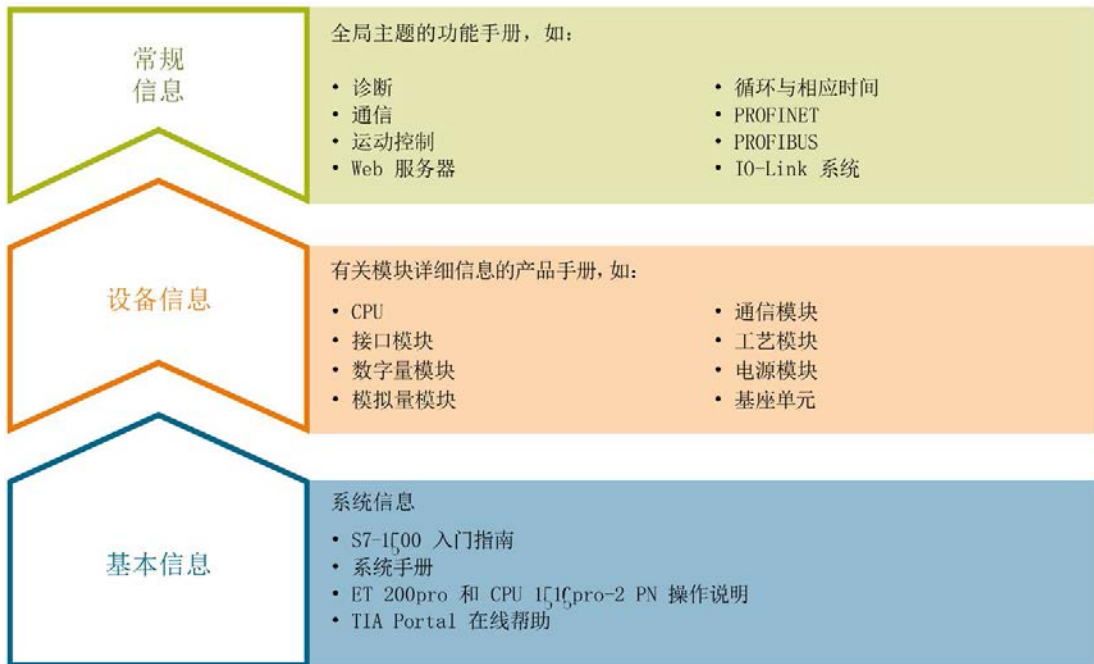 常规
信息
全局主题的功能手册，如：
• 诊断
• 通信
• 运动控制
• Web 服务器
• 循环与相应时间
• PROFINET
• PROFIBUS
• IO-Link 系统
设备信息
有关模块详细信息的产品手册，如：
• CPU
• 接口模块
• 数字量模块
• 模拟量模块
• 通信模块
• 工艺模块
• 电源模块
• 基座单元
基本信息
系统信息
• S7-1500 入门指南
• 系统手册
• ET 200pro 和 CPU 1516pro-2 PN 操作说明
• TIA Portal 在线帮助